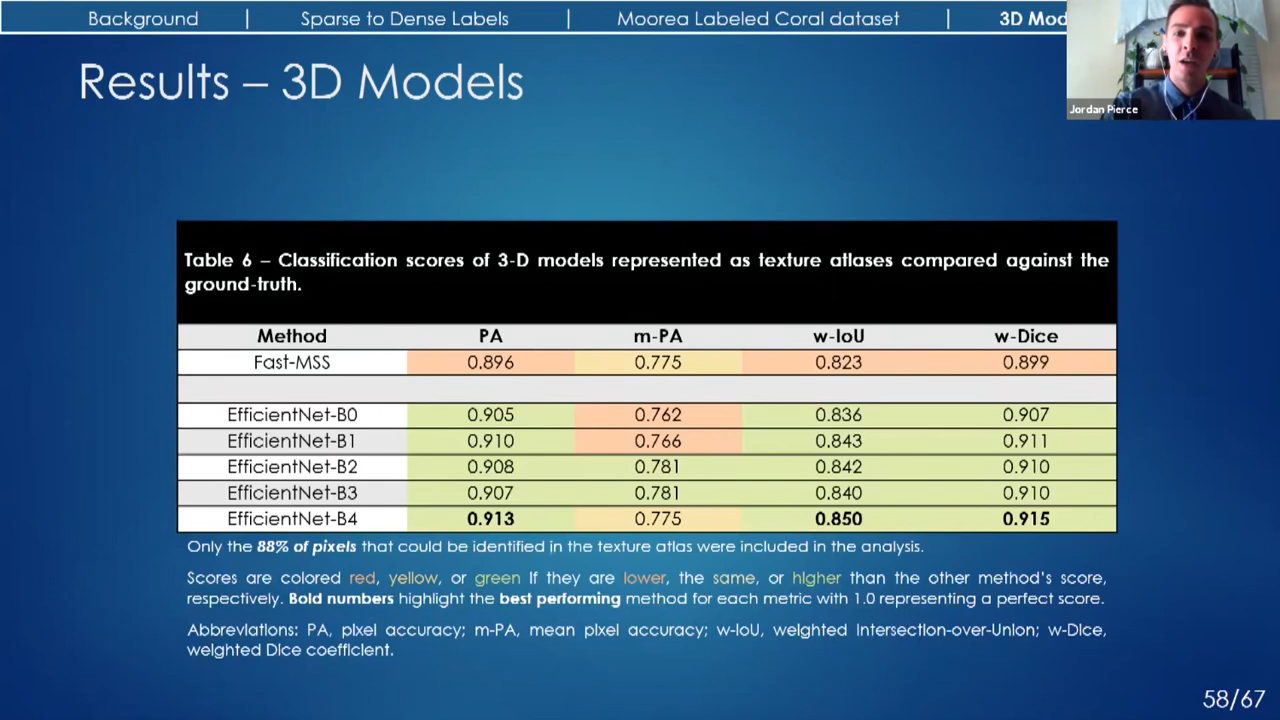 Background | Sparse to Dense Labels | Moorea Labeled Coral dataset | 3D Mod
Jordan Pierce
Results – 3D Models
Table 6 – Classification scores of 3-D models represented as texture atlases compared against the
ground-truth.
Method PA m-PA w-IoU w-Dice
Fast-MSS 0.896 0.775 0.823 0.899
EfficientNet-B0 0.905 0.762 0.836 0.907
EfficientNet-B1 0.910 0.766 0.843 0.911
EfficientNet-B2 0.908 0.781 0.842 0.910
EfficientNet-B3 0.907 0.781 0.840 0.910
EfficientNet-B4 0.913 0.775 0.850 0.915
Only the 88% of pixels that could be identified in the texture atlas were included in the analysis.
Scores are colored red, yellow, or green if they are lower, the same, or higher than the other method's score,
respectively. Bold numbers highlight the best performing method for each metric with 1.0 representing a perfect score.
Abbreviations: PA, pixel accuracy; m-PA, mean pixel accuracy; w-IoU, weighted Intersection-over-Union; w-Dice,
weighted Dice coefficient.
58/67